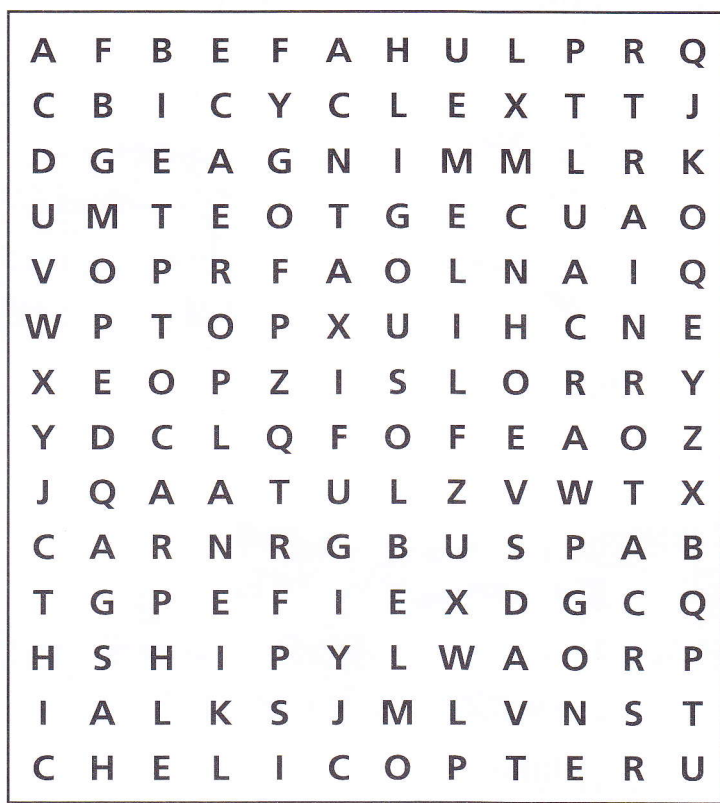 A F B E F A H U L P R Q
C B I C Y C L E X T T J
D G E A G N I M M L R K
U M T E O T G E C U A O
V O P R F A O L N A I Q
W P T O P X U I H C N E
X E O P Z I S L O R R Y
Y D C L Q F O F E A O Z
J Q A A T U L Z V W T X
C A R N R G B U S P A B
T G P E F I E X D G C Q
H S H I P Y L W A O R P
I A L K S J M L V N S T
C H E L I C O P T E R U